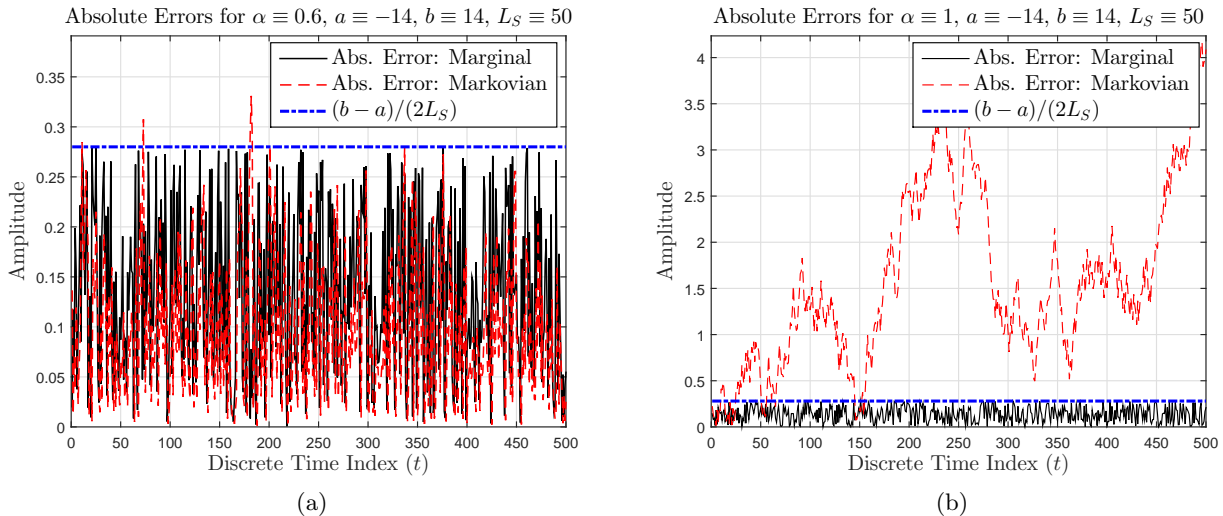 Absolute Errors for α ≡ 0.6, a ≡ −14, b ≡ 14, L_S ≡ 50
Abs. Error: Marginal
Abs. Error: Markovian
(b − a)/(2L_S)
Amplitude
0.35
0.3
0.25
0.2
0.15
0.1
0.05
0
0 50 100 150 200 250 300 350 400 450 500
Discrete Time Index (t)
(a)
Absolute Errors for α ≡ 1, a ≡ −14, b ≡ 14, L_S ≡ 50
Abs. Error: Marginal
Abs. Error: Markovian
(b − a)/(2L_S)
Amplitude
4
3.5
3
2.5
2
1.5
1
0.5
0
0 50 100 150 200 250 300 350 400 450 500
Discrete Time Index (t)
(b)